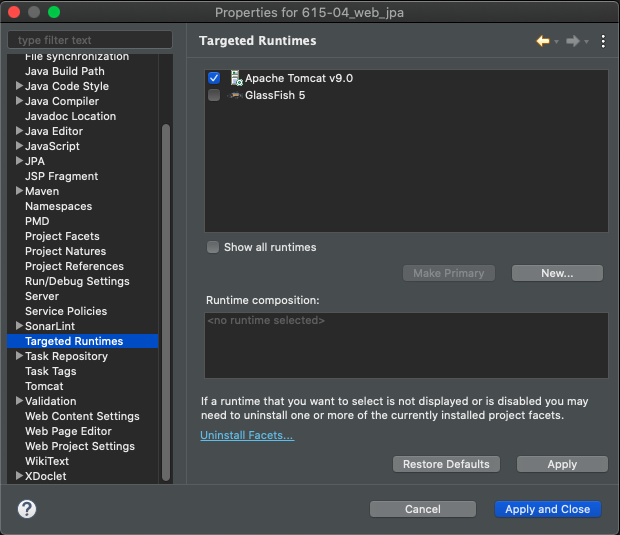 Properties for 615-04_web_jpa
type filter text
File synchronization
Java Build Path
Java Code Style
Java Compiler
Javadoc Location
Java Editor
JavaScript
JPA
JSP Fragment
Maven
Namespaces
PMD
Project Facets
Project Natures
Project References
Run/Debug Settings
Server
Service Policies
SonarLint
Targeted Runtimes
Task Repository
Task Tags
Tomcat
Validation
Web Content Settings
Web Page Editor
Web Project Settings
WikiText
XDoclet
Targeted Runtimes
Apache Tomcat v9.0
GlassFish 5
Show all runtimes
Make Primary
New...
Runtime composition:
<no runtime selected>
If a runtime that you want to select is not displayed or is disabled you may
need to uninstall one or more of the currently installed project facets.
Uninstall Facets...
Restore Defaults
Apply
?
Cancel
Apply and Close